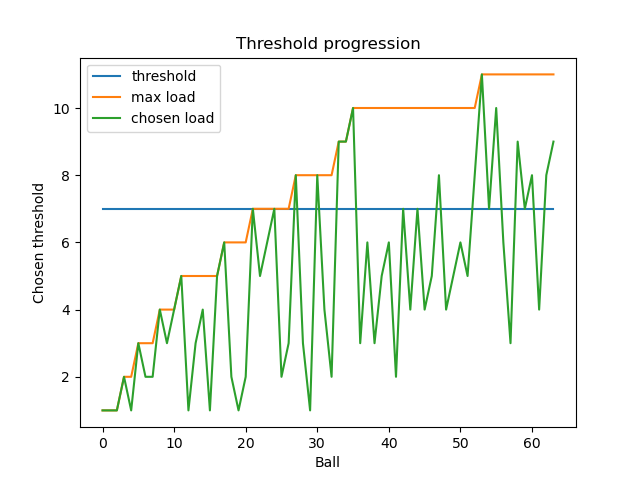 Threshold progression
threshold
max load
chosen load
Chosen threshold
10
8
6
4
2
0 10 20 30 40 50 60
Ball